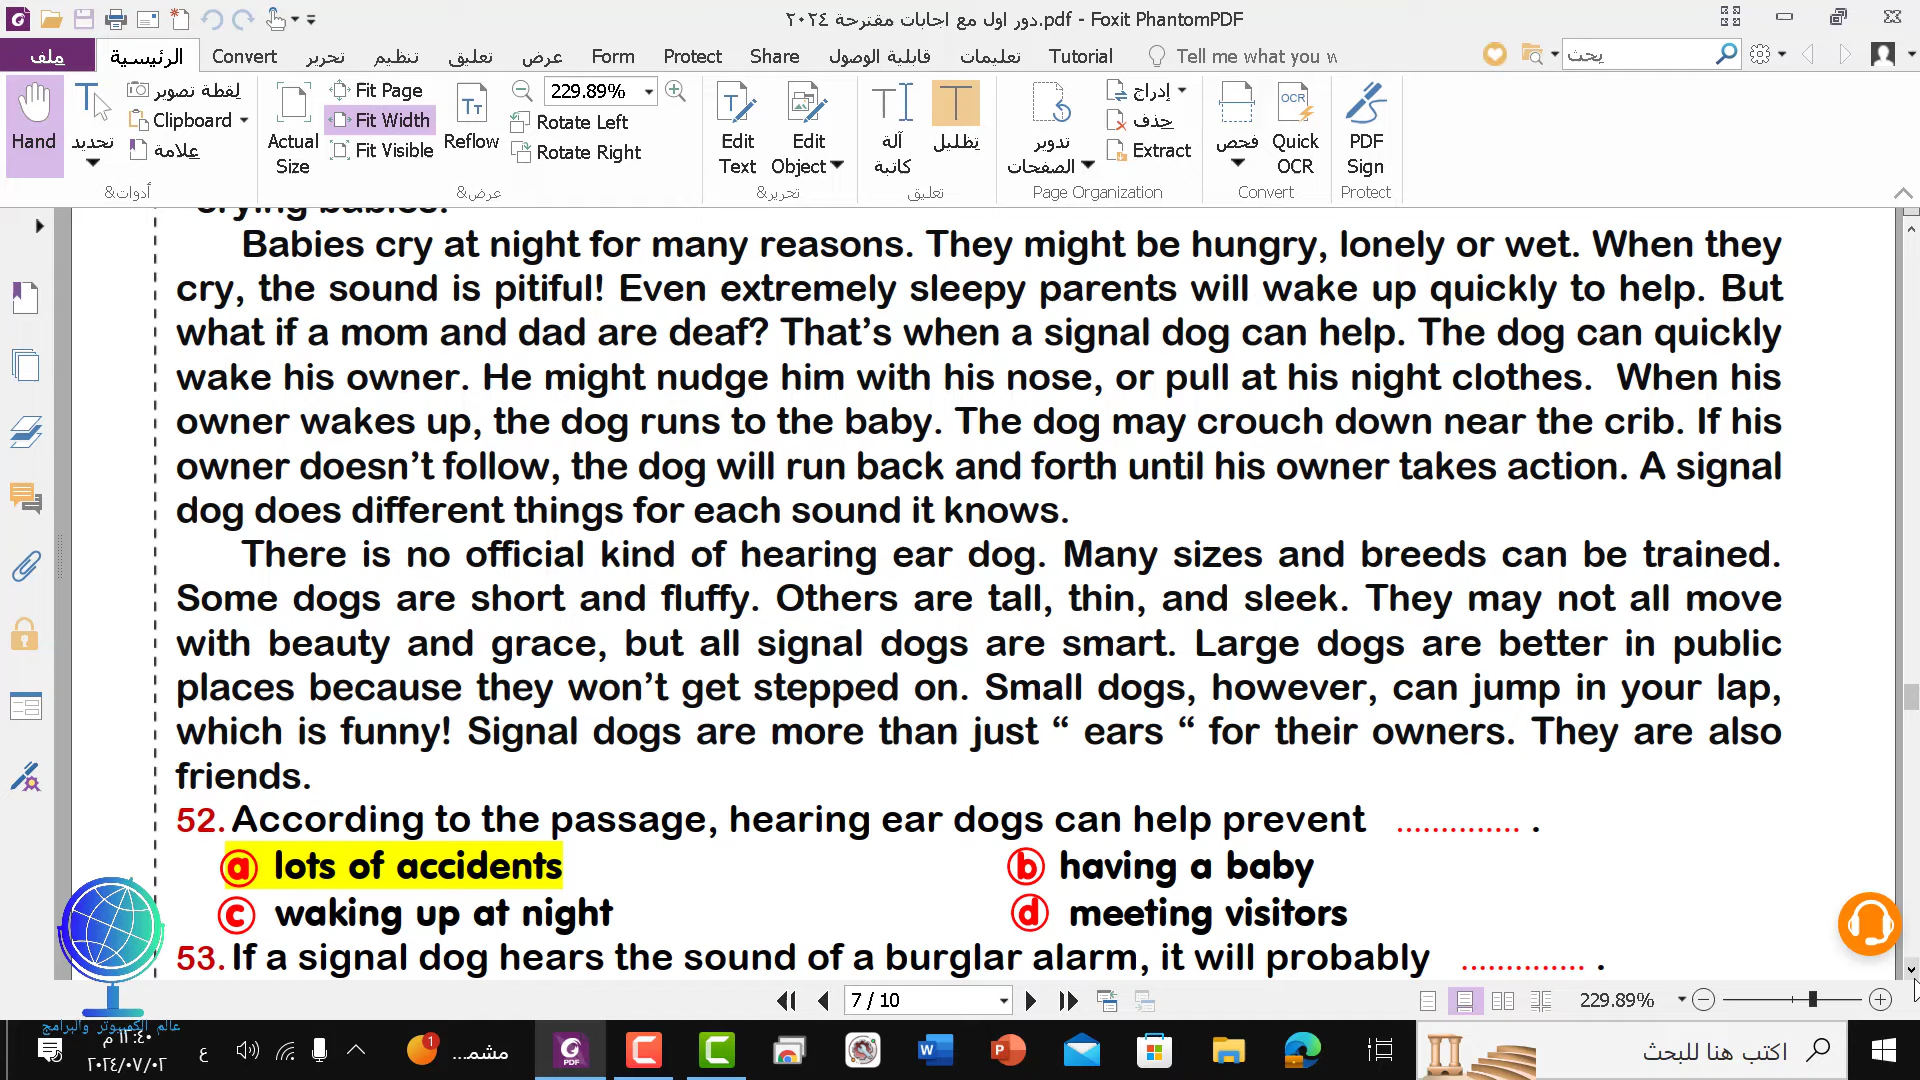 دور اول مع اجابات مقترحة ٢٠٢٤.pdf - Foxit PhantomPDF
ملف الرئيسية Convert تحرير تنظيم تعليق عرض Form Protect Share قابلية الوصول تعليمات Tutorial Tell me what you w يحث
Hand
تحديد
لقطة تصوير
Clipboard
علامة
أدوات&
Actual Size
Fit Page
Fit Width
Fit Visible
Reflow
229.89%
Rotate Left
Rotate Right
عرض&
Edit Text
Edit Object
تحرير&
آلة كاتبة
تظليل
تعليق
تدوير الصفحات
إدراج
حذف
Extract
Page Organization
فحص
Quick OCR
Convert
PDF Sign
Protect
crying babies.
Babies cry at night for many reasons. They might be hungry, lonely or wet. When they
cry, the sound is pitiful! Even extremely sleepy parents will wake up quickly to help. But
what if a mom and dad are deaf? That’s when a signal dog can help. The dog can quickly
wake his owner. He might nudge him with his nose, or pull at his night clothes. When his
owner wakes up, the dog runs to the baby. The dog may crouch down near the crib. If his
owner doesn’t follow, the dog will run back and forth until his owner takes action. A signal
dog does different things for each sound it knows.
There is no official kind of hearing ear dog. Many sizes and breeds can be trained.
Some dogs are short and fluffy. Others are tall, thin, and sleek. They may not all move
with beauty and grace, but all signal dogs are smart. Large dogs are better in public
places because they won’t get stepped on. Small dogs, however, can jump in your lap,
which is funny! Signal dogs are more than just “ ears “ for their owners. They are also
friends.
52. According to the passage, hearing ear dogs can help prevent .............. .
a lots of accidents b having a baby
c waking up at night d meeting visitors
53. If a signal dog hears the sound of a burglar alarm, it will probably .............. .
7 / 10
229.89%
عالم الكمبيوتر والبرامج
١٢:٤٠ م
٢٠٢٤/٠٧/٠٢
ع
1
مشمـ...
اكتب هنا للبحث